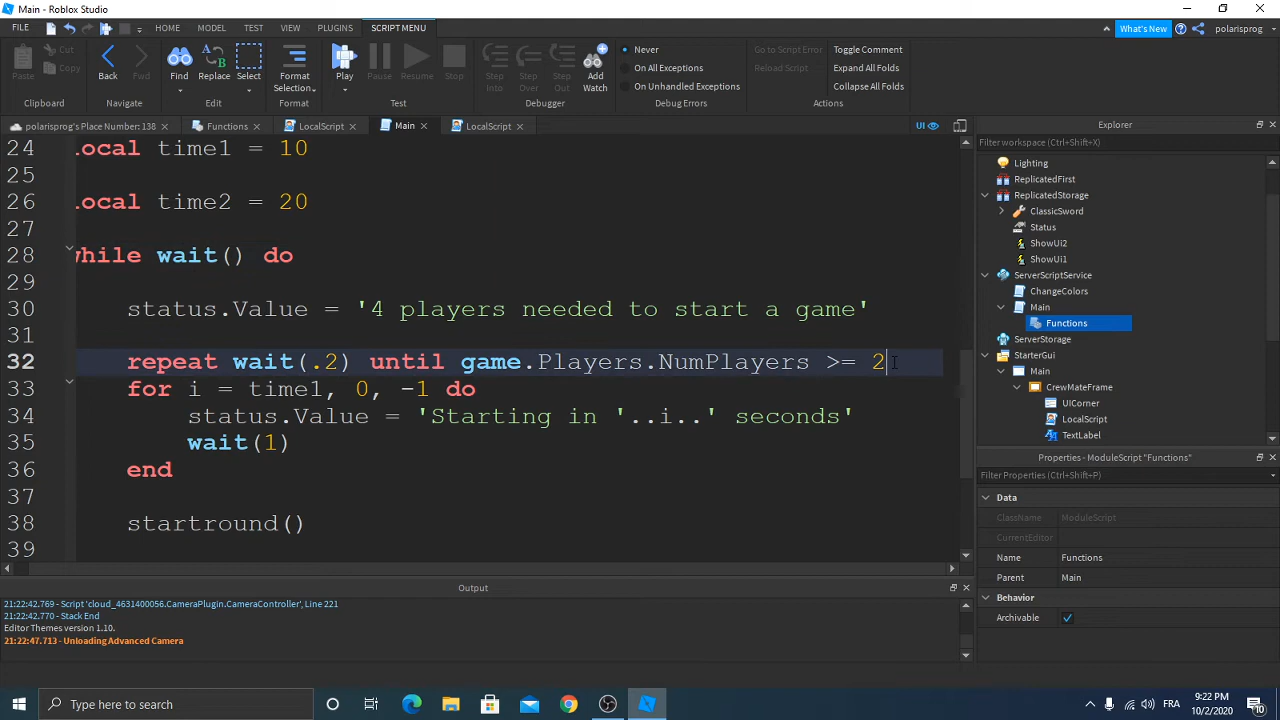 Main - Roblox Studio
FILE HOME MODEL TEST VIEW PLUGINS SCRIPT MENU What's New polarisprog
Paste Cut Copy Back Fwd Find Replace Select Format Selection Play Pause Resume Stop Step Into Step Over Step Out Add Watch Never On All Exceptions On Unhandled Exceptions Go to Script Error Reload Script Toggle Comment Expand All Folds Collapse All Folds
Clipboard Navigate Edit Format Test Debugger Debug Errors Actions
polarisprog's Place Number: 138 Functions LocalScript Main LocalScript UI
24 local time1 = 10
25
26 local time2 = 20
27
28 while wait() do
29
30 status.Value = '4 players needed to start a game'
31
32 repeat wait(.2) until game.Players.NumPlayers >= 2
33 for i = time1, 0, -1 do
34 status.Value = 'Starting in '..i..' seconds'
35 wait(1)
36 end
37
38 startround()
39
Explorer
Filter workspace (Ctrl+Shift+X)
Lighting
ReplicatedFirst
ReplicatedStorage
ClassicSword
Status
ShowUi2
ShowUi1
ServerScriptService
ChangeColors
Main
Functions
ServerStorage
StarterGui
Main
CrewMateFrame
UICorner
LocalScript
TextLabel
Properties - ModuleScript "Functions"
Filter Properties (Ctrl+Shift+P)
Data
ClassName ModuleScript
CurrentEditor
Name Functions
Parent Main
Behavior
Archivable
Output
21:22:42.769 - Script 'cloud_4631400056.CameraPlugin.CameraController', Line 221
21:22:42.770 - Stack End
Editor Themes version 1.10.
21:22:47.713 - Unloading Advanced Camera
Type here to search
FRA
9:22 PM
10/2/2020
10